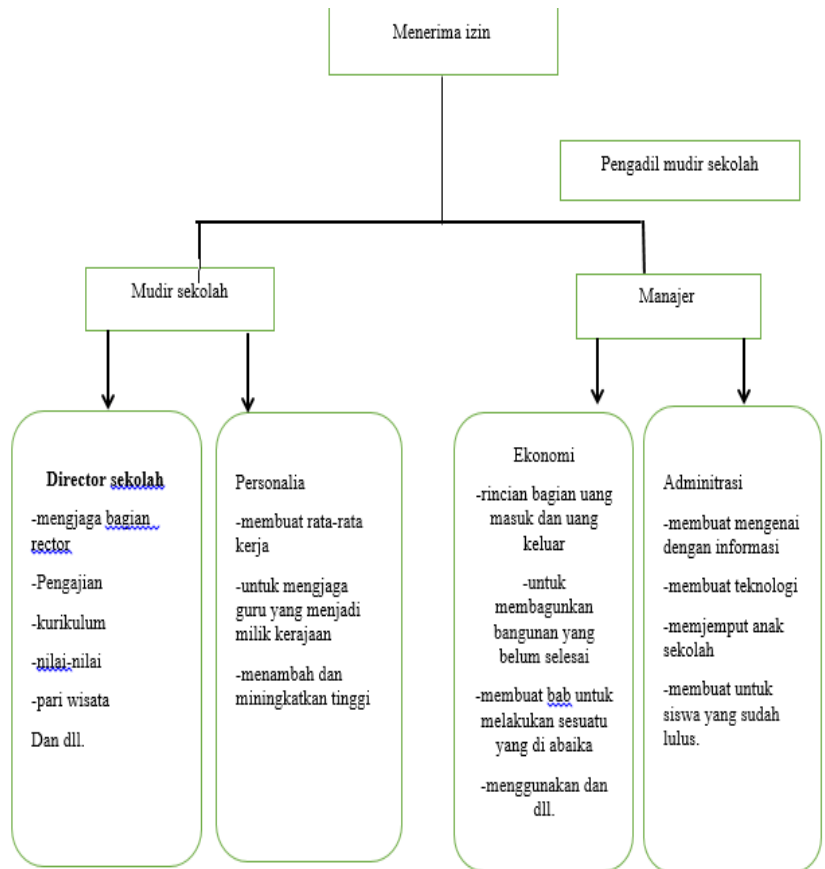 Menerima izin
Pengadil mudir sekolah
Mudir sekolah
Manajer
Director sekolah
-mengjaga bagian
rector
-Pengajian
-kurikulum
-nilai-nilai
-pari wisata
Dan dll.
Personalia
-membuat rata-rata
kerja
-untuk mengjaga
guru yang menjadi
milik kerajaan
-menambah dan
miningkatkan tinggi
Ekonomi
-rincian bagian uang
masuk dan uang
keluar
-untuk
membagunkan
bangunan yang
belum selesai
-membuat bab untuk
melakukan sesuatu
yang di abaika
-menggunakan dan
dll.
Adminitrasi
-membuat mengenai
dengan informasi
-membuat teknologi
-memjemput anak
sekolah
-membuat untuk
siswa yang sudah
lulus.